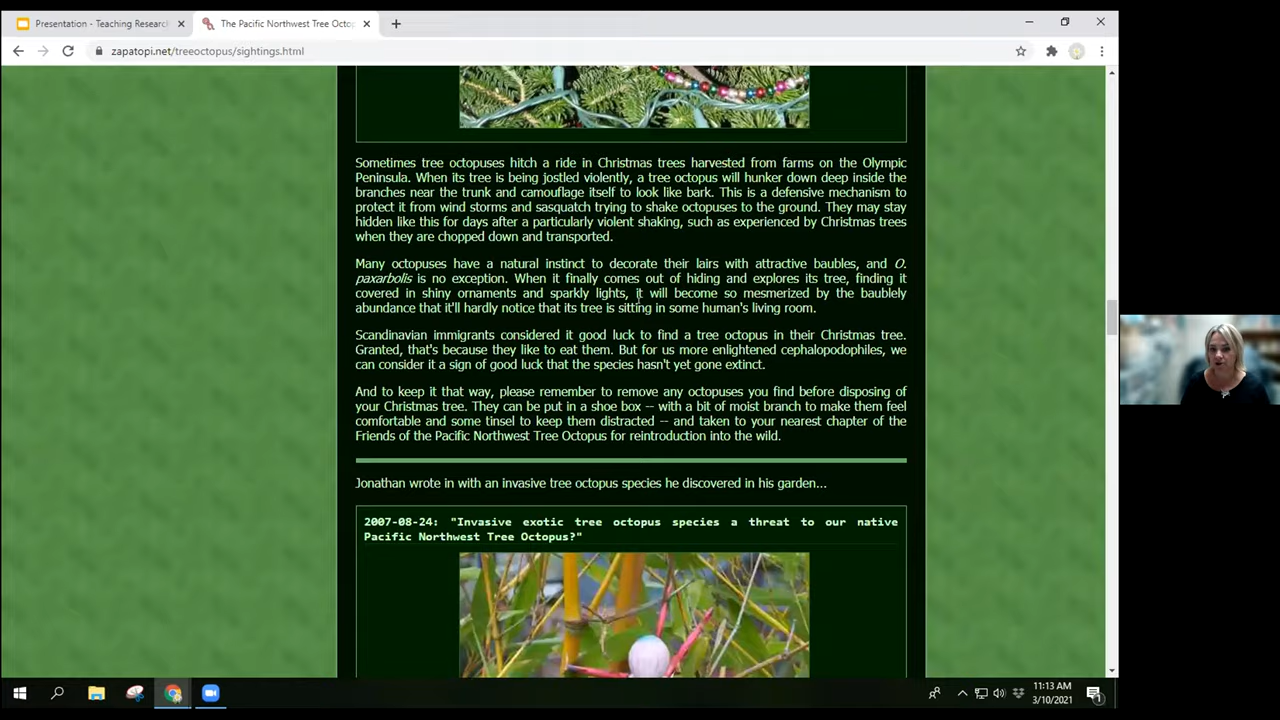 Presentation - Teaching Researc
The Pacific Northwest Tree Octop
zapatopi.net/treeoctopus/sightings.html
Sometimes tree octopuses hitch a ride in Christmas trees harvested from farms on the Olympic
Peninsula. When its tree is being jostled violently, a tree octopus will hunker down deep inside the
branches near the trunk and camouflage itself to look like bark. This is a defensive mechanism to
protect it from wind storms and sasquatch trying to shake octopuses to the ground. They may stay
hidden like this for days after a particularly violent shaking, such as experienced by Christmas trees
when they are chopped down and transported.
Many octopuses have a natural instinct to decorate their lairs with attractive baubles, and O.
paxarbolis is no exception. When it finally comes out of hiding and explores its tree, finding it
covered in shiny ornaments and sparkly lights, it will become so mesmerized by the baublely
abundance that it'll hardly notice that its tree is sitting in some human's living room.
Scandinavian immigrants considered it good luck to find a tree octopus in their Christmas tree.
Granted, that's because they like to eat them. But for us more enlightened cephalopodophiles, we
can consider it a sign of good luck that the species hasn't yet gone extinct.
And to keep it that way, please remember to remove any octopuses you find before disposing of
your Christmas tree. They can be put in a shoe box -- with a bit of moist branch to make them feel
comfortable and some tinsel to keep them distracted -- and taken to your nearest chapter of the
Friends of the Pacific Northwest Tree Octopus for reintroduction into the wild.
Jonathan wrote in with an invasive tree octopus species he discovered in his garden...
2007-08-24: "Invasive exotic tree octopus species a threat to our native
Pacific Northwest Tree Octopus?"
11:13 AM
3/10/2021
1